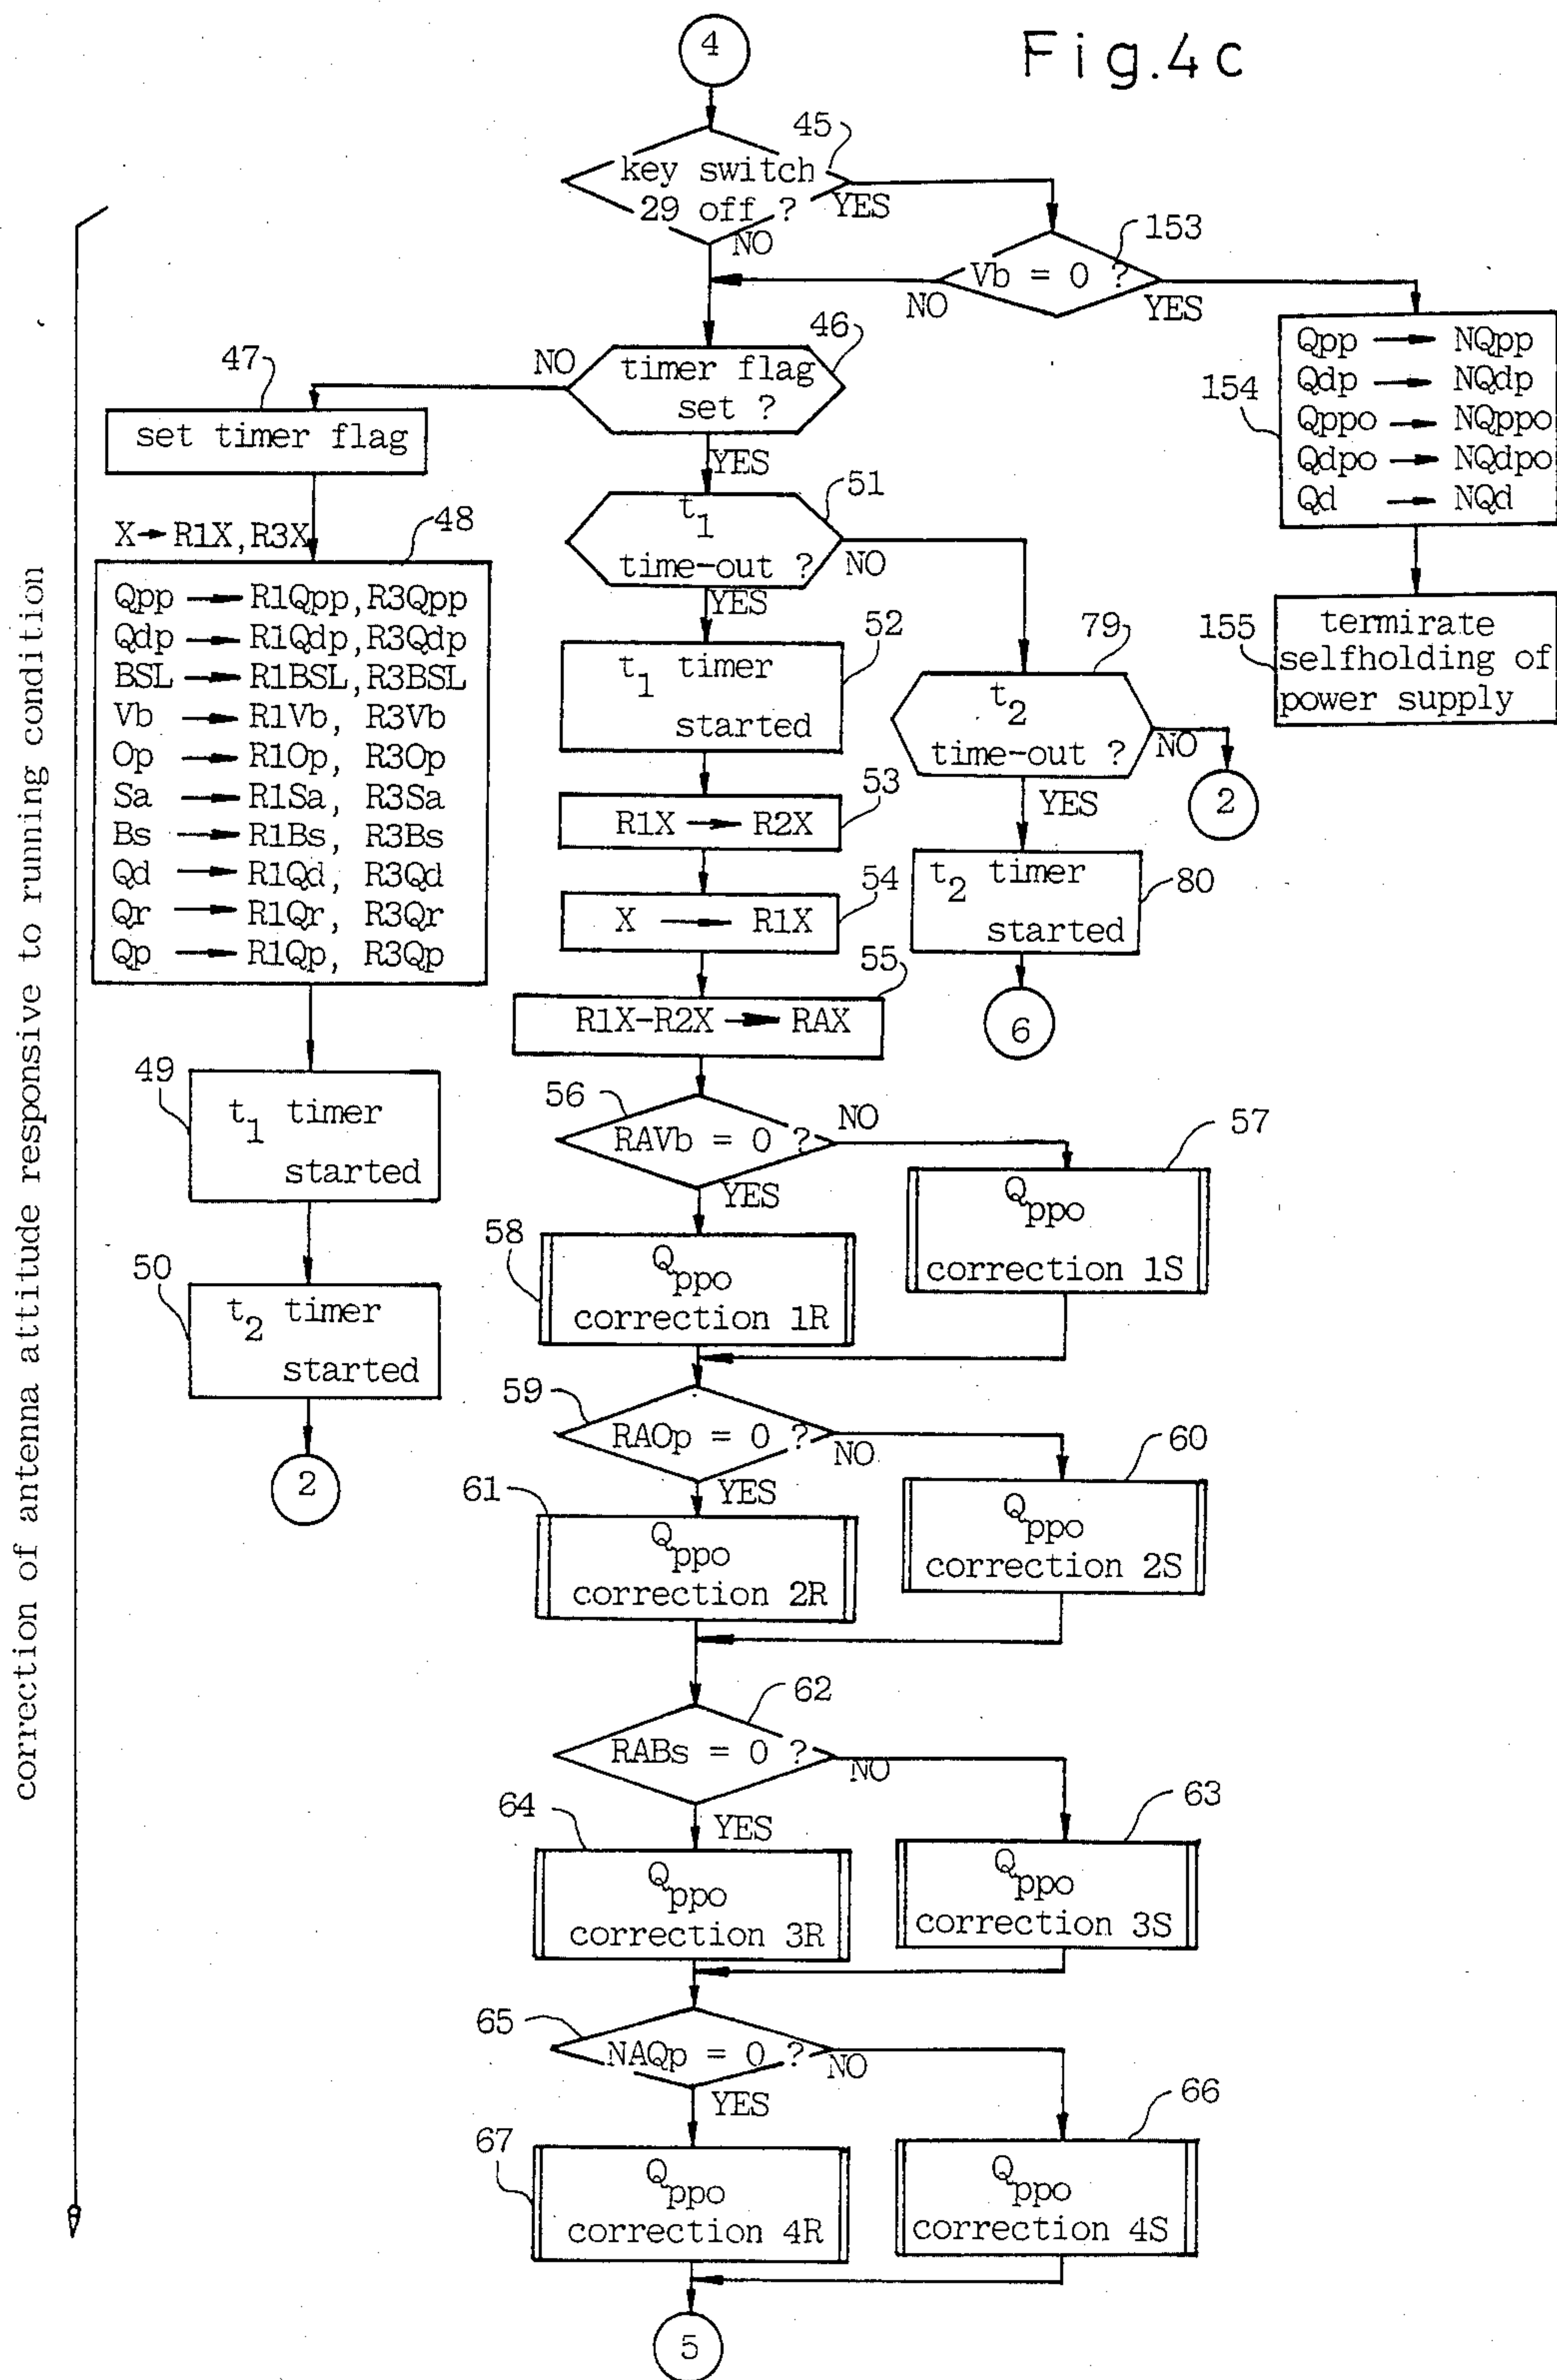 Fig.4c
4
45
key switch
29 off ?
YES
NO
153
Vb = 0 ?
NO
YES
46
timer flag
set ?
NO
YES
47
set timer flag
154
Qpp → NQpp
Qdp → NQdp
Qppo → NQppo
Qdpo → NQdpo
Qd → NQd
155
termirate
selfholding of
power supply
X→R1X,R3X
48
Qpp → R1Qpp,R3Qpp
Qdp → R1Qdp,R3Qdp
BSL → R1BSL,R3BSL
Vb → R1Vb, R3Vb
Op → R1Op, R3Op
Sa → R1Sa, R3Sa
Bs → R1Bs, R3Bs
Qd → R1Qd, R3Qd
Qr → R1Qr, R3Qr
Qp → R1Qp, R3Qp
49
t1 timer
started
50
t2 timer
started
2
51
t1
time-out ?
NO
YES
52
t1 timer
started
79
t2
time-out ?
NO
2
YES
80
t2 timer
started
6
53
R1X → R2X
54
X → R1X
55
R1X-R2X → RAX
56
RAVb = 0 ?
NO
YES
57
Qppo
correction 1S
58
Qppo
correction 1R
59
RAOp = 0 ?
NO
YES
60
Qppo
correction 2S
61
Qppo
correction 2R
62
RABs = 0 ?
NO
YES
63
Qppo
correction 3S
64
Qppo
correction 3R
65
NAQp = 0 ?
NO
YES
66
Qppo
correction 4S
67
Qppo
correction 4R
5
correction of antenna attitude responsive to running condition